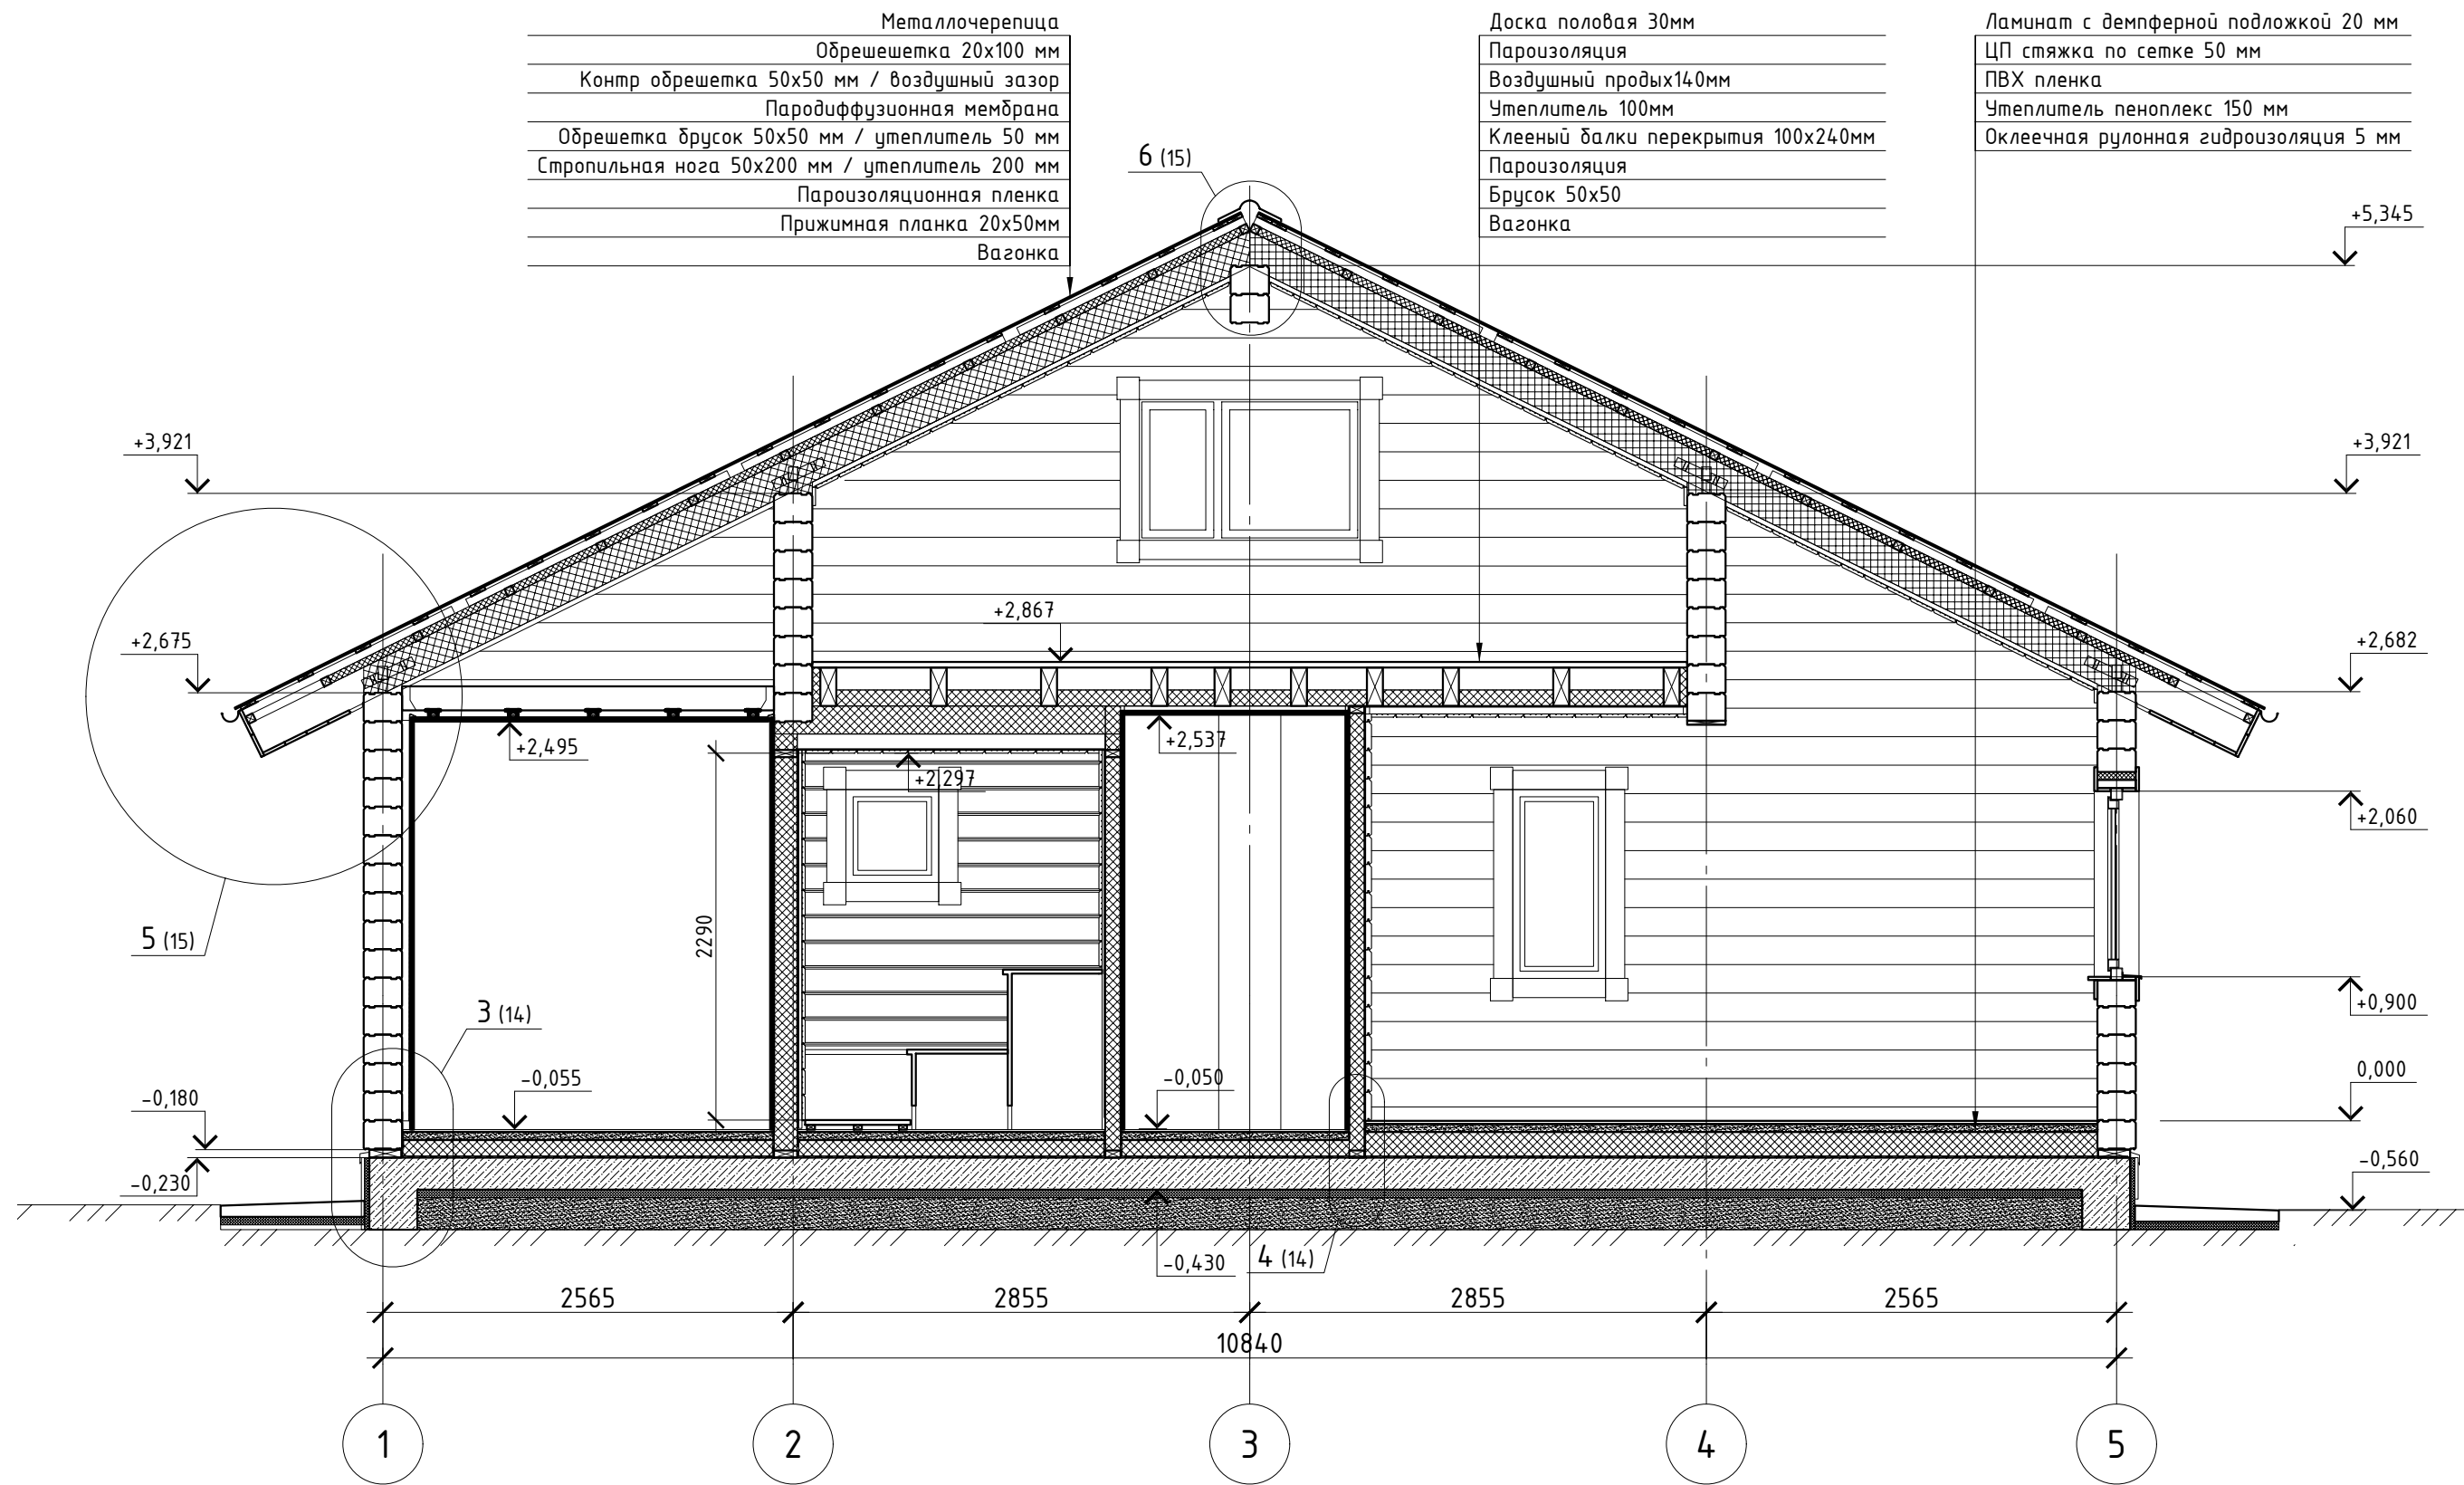 Металлочерепица
Обрешешетка 20х100 мм
Контр обрешетка 50х50 мм / воздушный зазор
Пародиффузионная мембрана
Обрешетка брусок 50х50 мм / утеплитель 50 мм
Стропильная нога 50х200 мм / утеплитель 200 мм
Пароизоляционная пленка
Прижимная планка 20х50мм
Вагонка
Доска половая 30мм
Пароизоляция
Воздушный продых140мм
Утеплитель 100мм
Клееный балки перекрытия 100х240мм
Пароизоляция
Брусок 50х50
Вагонка
Ламинат с демпферной подложкой 20 мм
ЦП стяжка по сетке 50 мм
ПВХ пленка
Утеплитель пеноплекс 150 мм
Оклеечная рулонная гидроизоляция 5 мм
6 (15)
+5,345
+3,921
+3,921
+2,867
+2,675
+2,682
+2,495
+2,537
+2,297
+2,060
2290
5 (15)
3 (14)
+0,900
-0,055
-0,050
0,000
-0,180
-0,230
-0,560
-0,430
4 (14)
2565
2855
2855
2565
10840
1
2
3
4
5